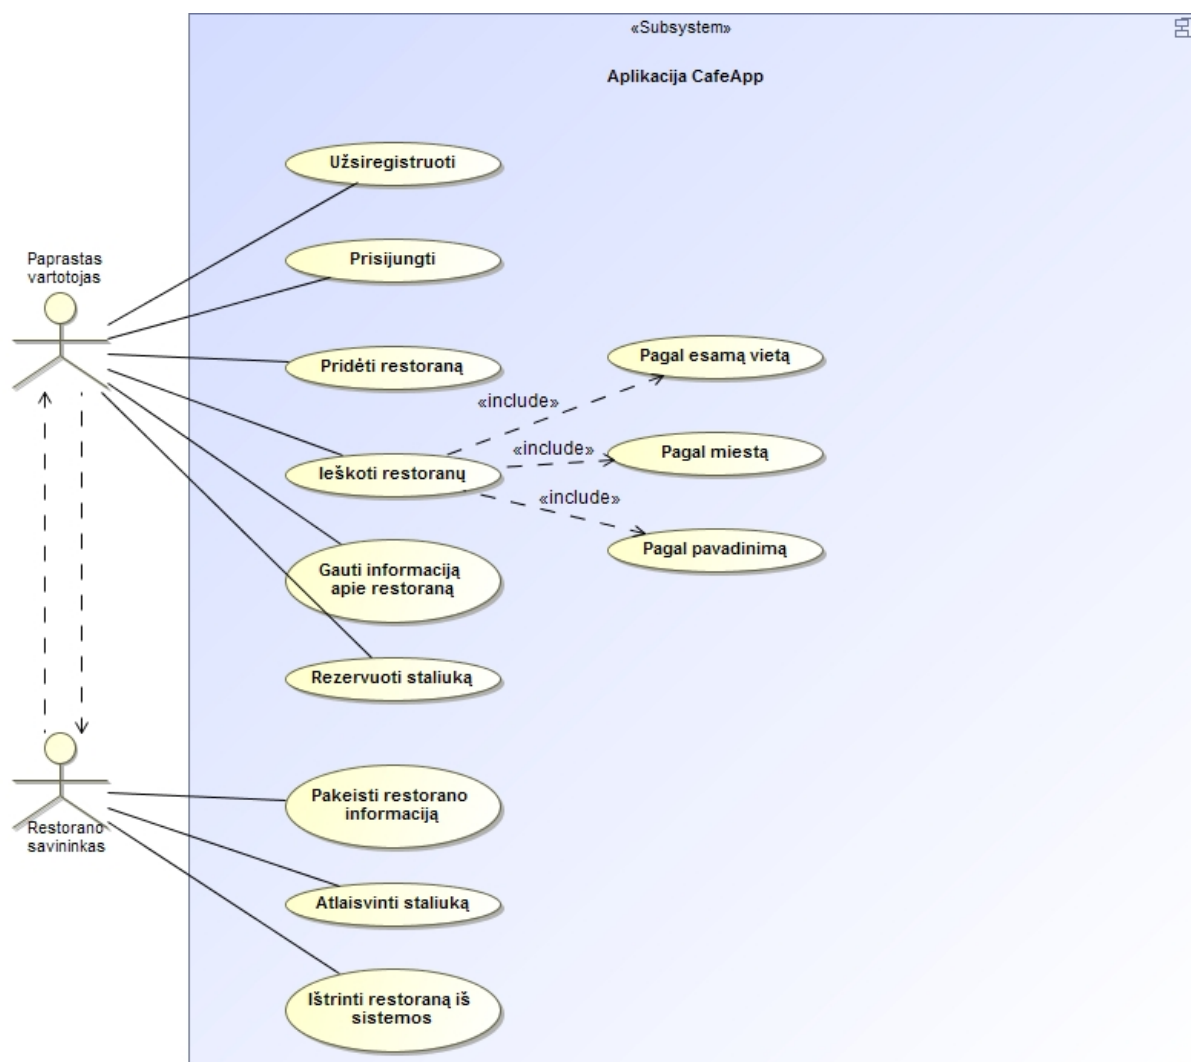 «Subsystem»
Aplikacija CafeApp
Užsiregistruoti
Prisijungti
Paprastas
vartotojas
Pridėti restoraną
Pagal esamą vietą
«include»
Ieškoti restoranų
«include»
Pagal miestą
«include»
Pagal pavadinimą
Gauti informaciją
apie restoraną
Rezervuoti staliuką
Restorano
savininkas
Pakeisti restorano
informaciją
Atlaisvinti staliuką
Ištrinti restoraną iš
sistemos